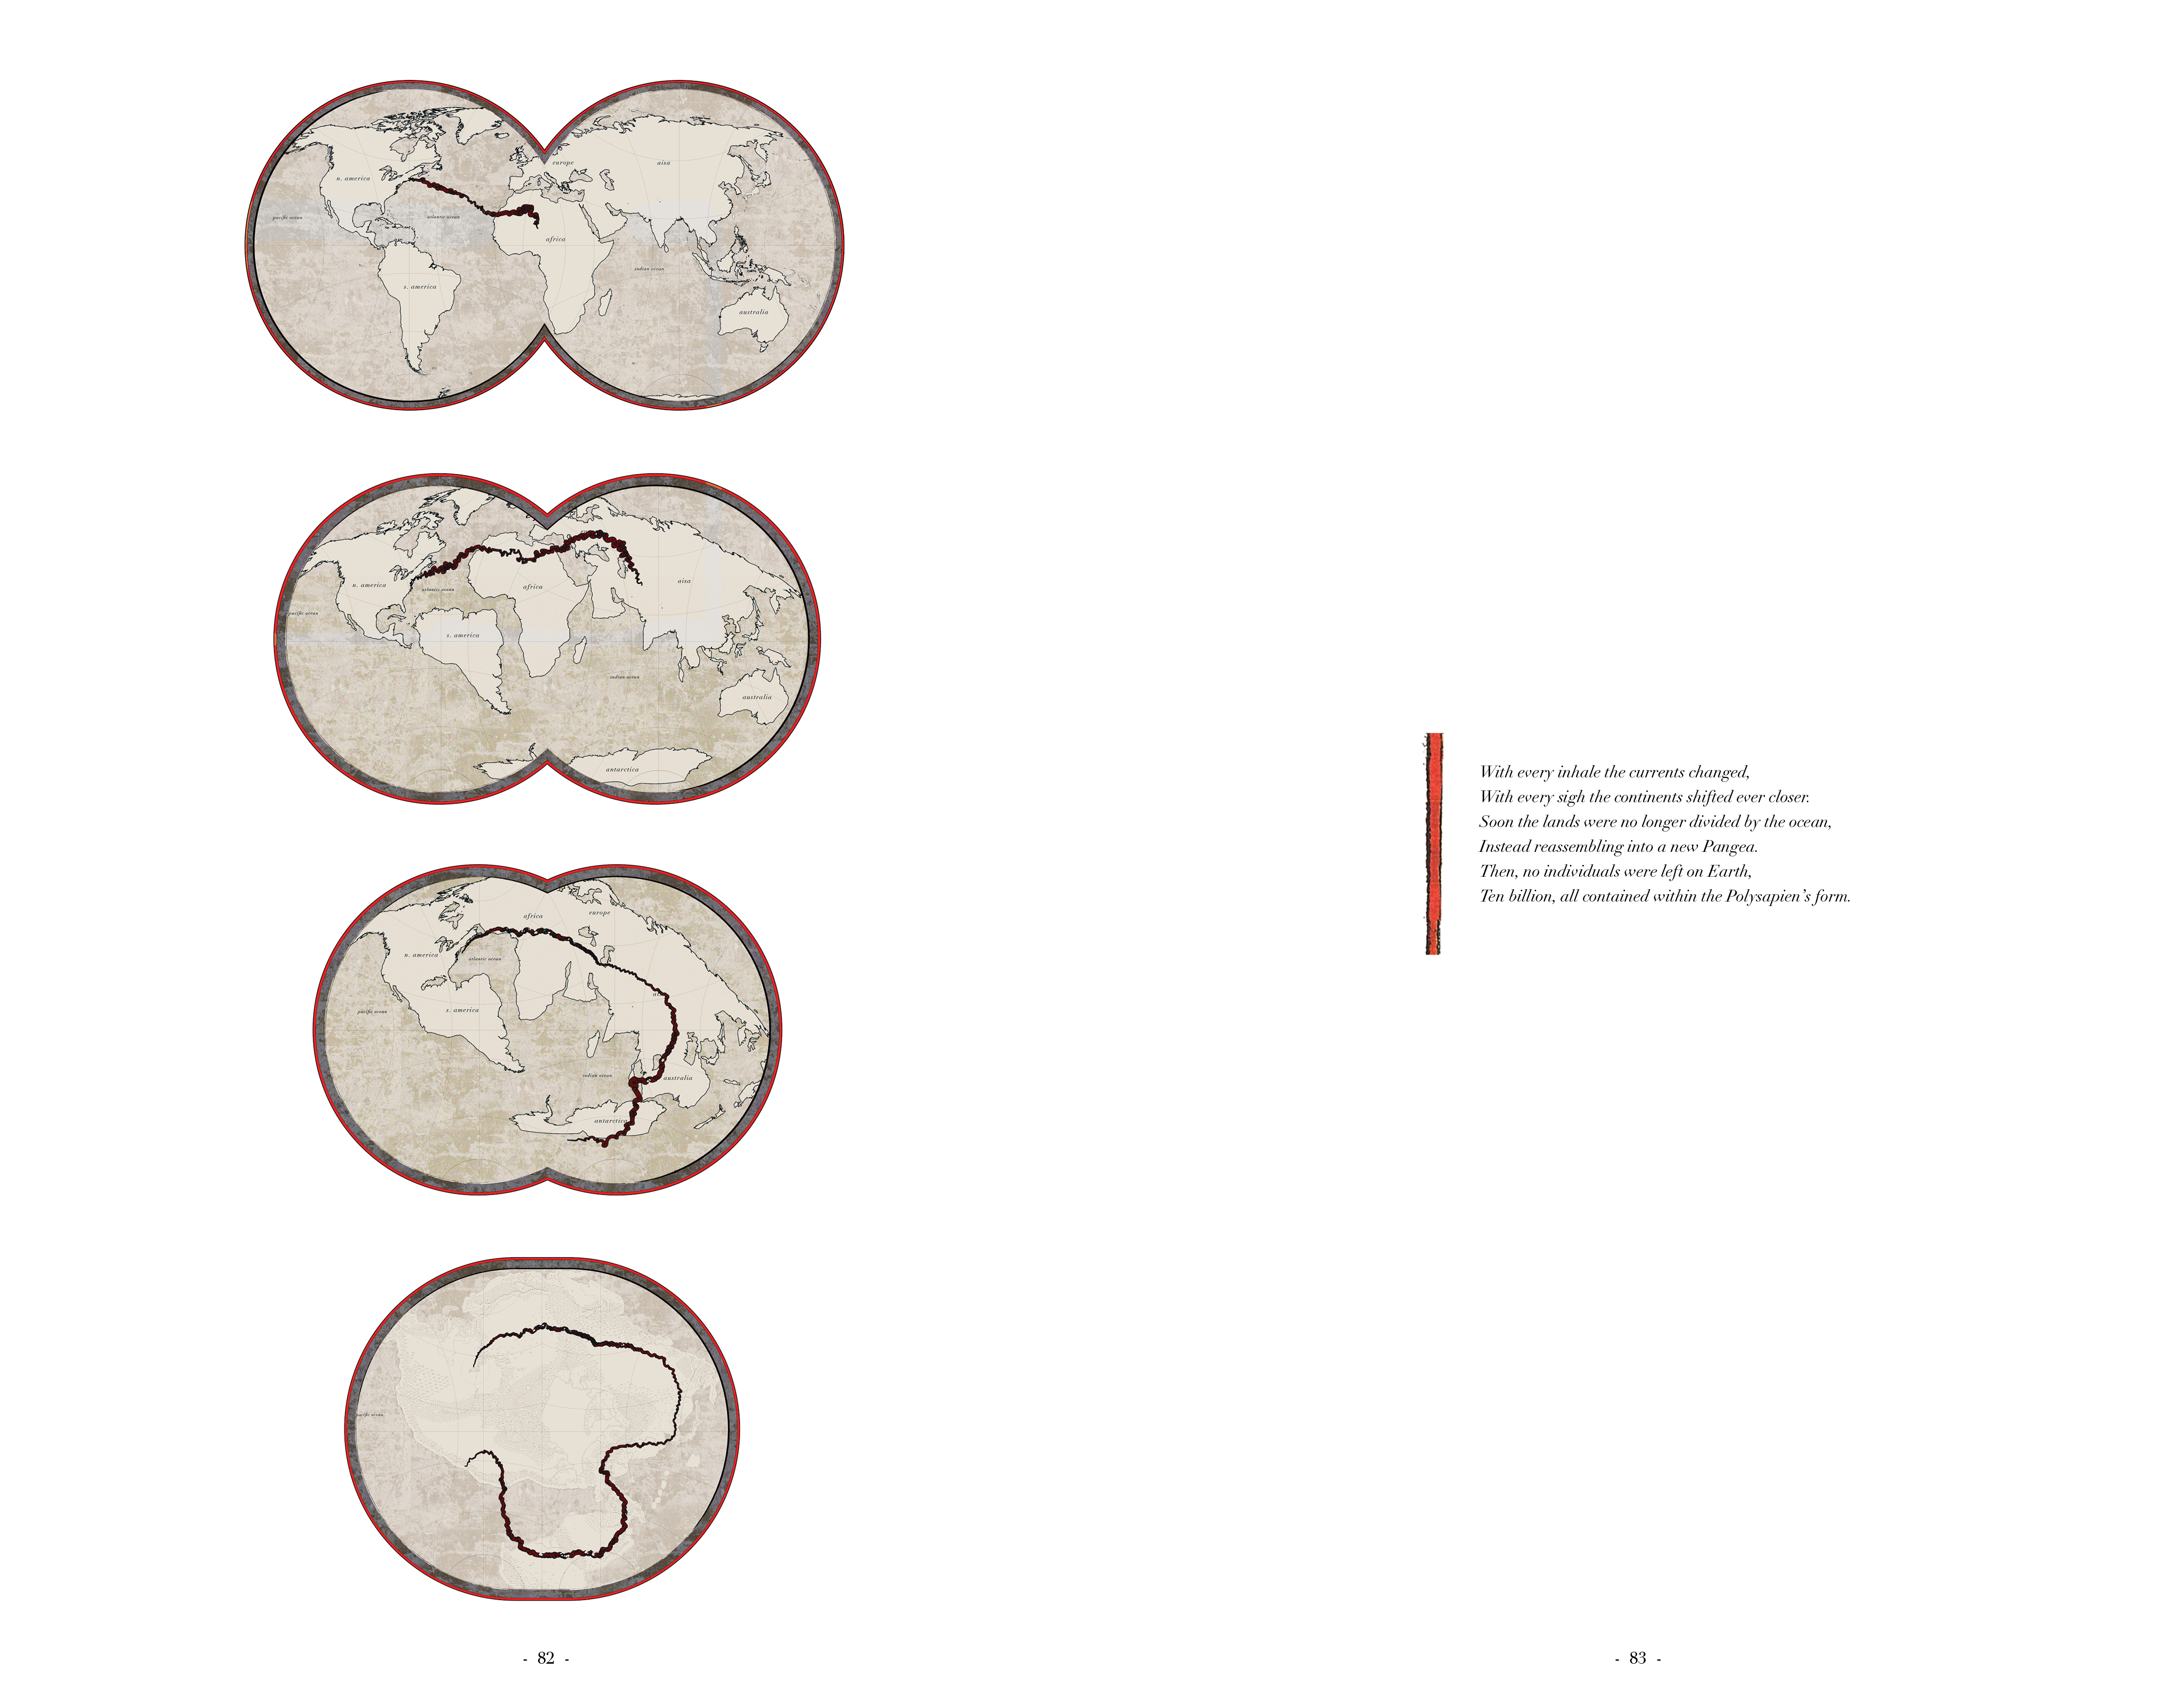 europe
aisa
n. america
pacific ocean
atlantic ocean
africa
indian ocean
s. america
australia
n. america
africa
aisa
atlantic ocean
pacific ocean
s. america
indian ocean
australia
antarctica
africa
europe
n. america
atlantic ocean
pacific ocean
s. america
indian ocean
australia
antarctica
pacific ocean
- 82 -
With every inhale the currents changed,
With every sigh the continents shifted ever closer.
Soon the lands were no longer divided by the ocean,
Instead reassembling into a new Pangea.
Then, no individuals were left on Earth,
Ten billion, all contained within the Polysapien's form.
- 83 -